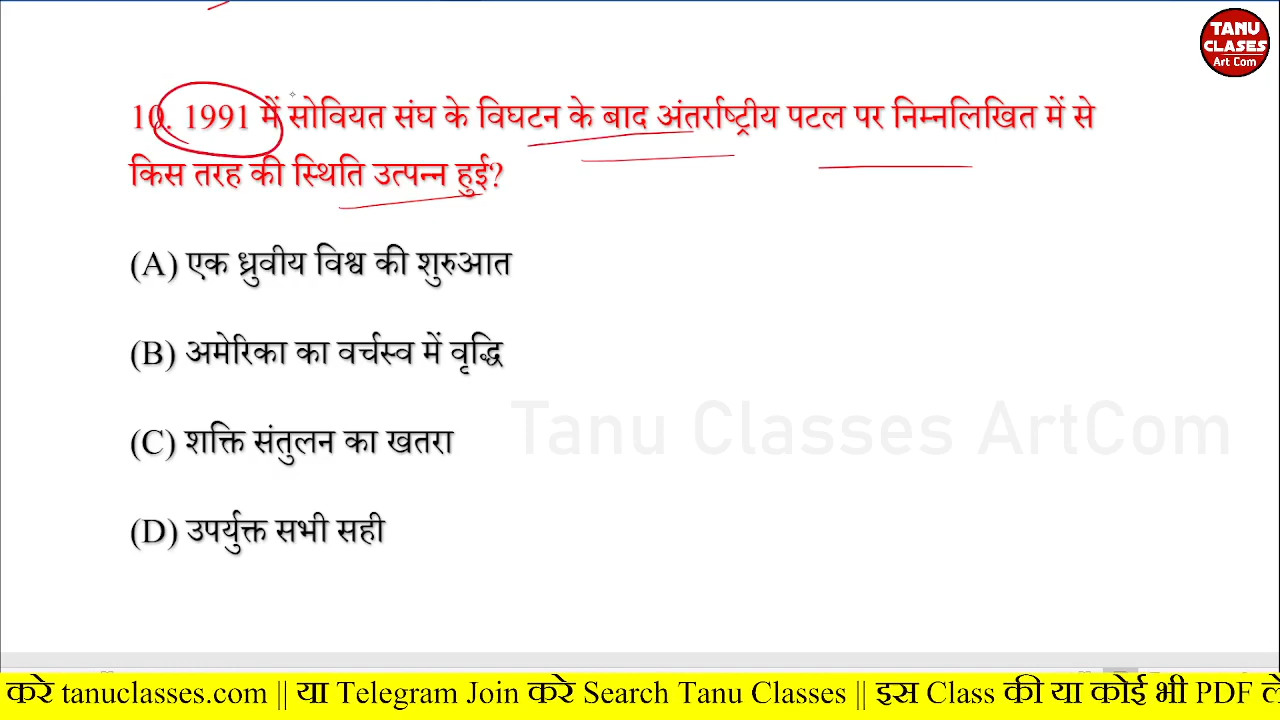 TANU
CLASES
Art Com
10. 1991 में सोवियत संघ के विघटन के बाद अंतर्राष्ट्रीय पटल पर निम्नलिखित में से
किस तरह की स्थिति उत्पन्न हुई?
(A) एक ध्रुवीय विश्व की शुरुआत
(B) अमेरिका का वर्चस्व में वृद्धि
Tanu Classes ArtCom
(C) शक्ति संतुलन का खतरा
(D) उपर्युक्त सभी सही
करे tanuclasses.com || या Telegram Join करे Search Tanu Classes || इस Class की या कोई भी PDF ले